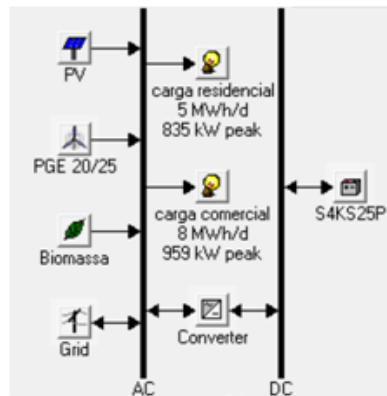 PV
carga residencial
5 MWh/d
835 kW peak
PGE 20/25
carga comercial
8 MWh/d
959 kW peak
S4KS25P
Biomassa
Grid
Converter
AC
DC